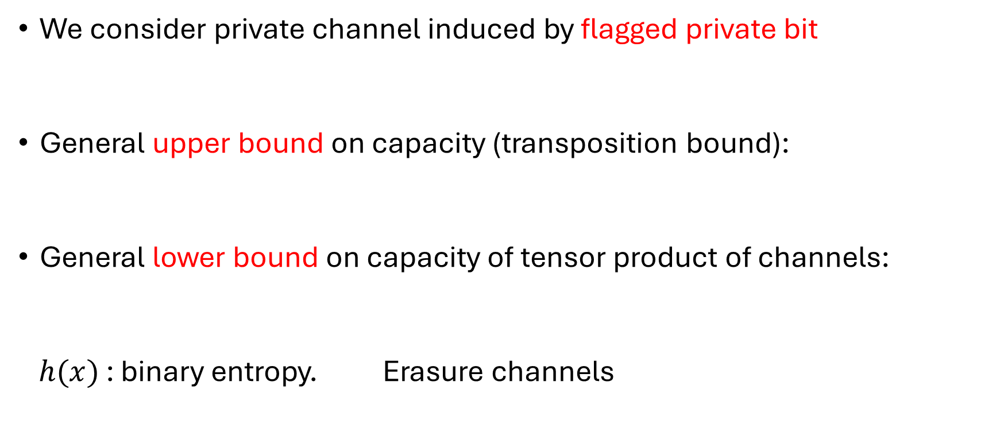 • We consider private channel induced by flagged private bit
• General upper bound on capacity (transposition bound):
• General lower bound on capacity of tensor product of channels:
h(x) : binary entropy. Erasure channels